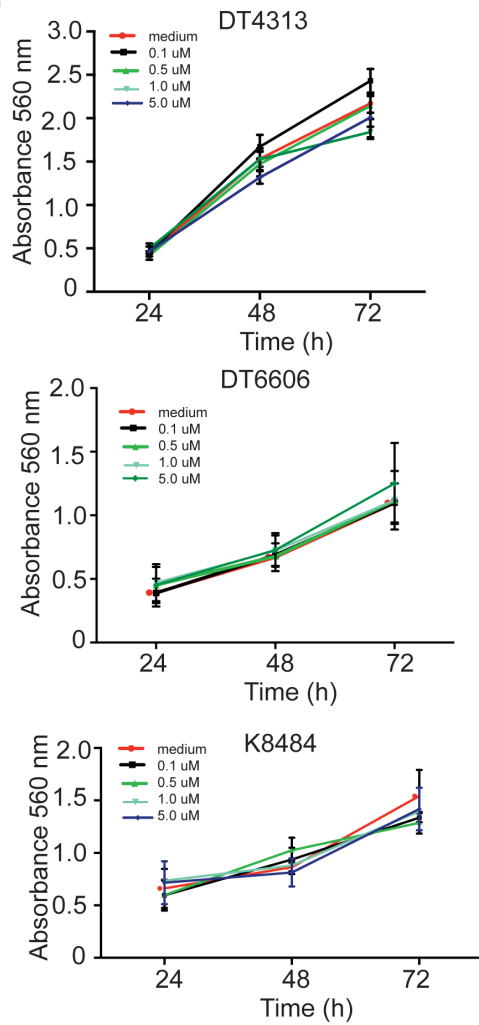 DT4313
Absorbance 560 nm
3.0
2.5
2.0
1.5
1.0
0.5
0
medium
0.1 uM
0.5 uM
1.0 uM
5.0 uM
24 48 72
Time (h)
DT6606
Absorbance 560 nm
2.0
1.5
1.0
0.5
0
medium
0.1 uM
0.5 uM
1.0 uM
5.0 uM
24 48 72
Time (h)
K8484
Absorbance 560 nm
2.0
1.5
1.0
0.5
0
medium
0.1 uM
0.5 uM
1.0 uM
5.0 uM
24 48 72
Time (h)